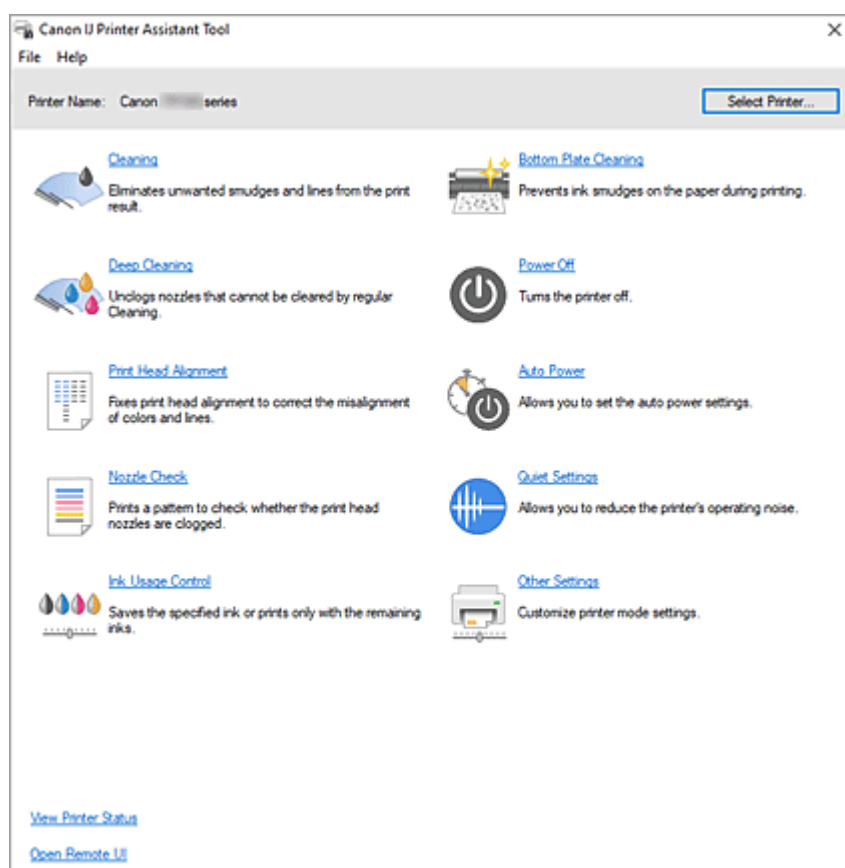 Canon IJ Printer Assistant Tool
File Help
Printer Name: Canon series
Select Printer...
Cleaning
Eliminates unwanted smudges and lines from the print
result.
Bottom Plate Cleaning
Prevents ink smudges on the paper during printing.
Deep Cleaning
Unclogs nozzles that cannot be cleared by regular
Cleaning.
Power Off
Turns the printer off.
Print Head Alignment
Fixes print head alignment to correct the misalignment
of colors and lines.
Auto Power
Allows you to set the auto power settings.
Nozzle Check
Prints a pattern to check whether the print head
nozzles are clogged.
Quiet Settings
Allows you to reduce the printer's operating noise.
Ink Usage Control
Saves the specified ink or prints only with the remaining
inks.
Other Settings
Customize printer mode settings.
View Printer Status
Open Remote UI